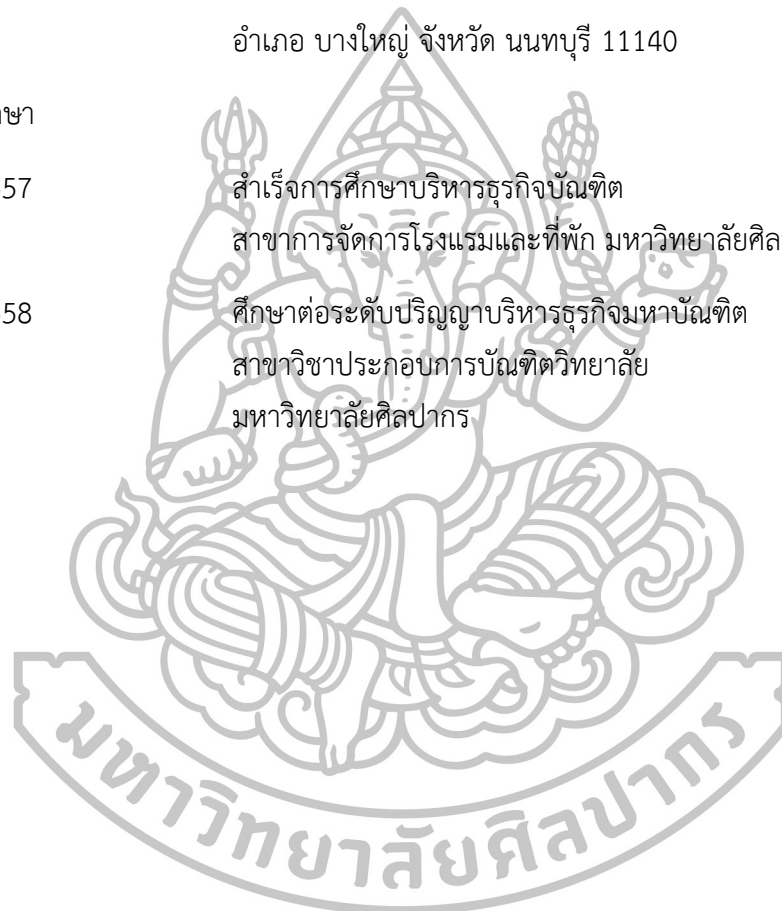 อำเภอ บางใหญ่ จังหวัด นนทบุรี 11140
ษา
57 สำเร็จการศึกษาบริหารธุรกิจบัณฑิต
สาขาการจัดการโรงแรมและที่พัก มหาวิทยาลัยศิล
58 ศึกษาต่อระดับปริญญาบริหารธุรกิจมหาบัณฑิต
สาขาวิชาประกอบการบัณฑิตวิทยาลัย
มหาวิทยาลัยศิลปากร
มหาวิทยาลัยศิลปากร